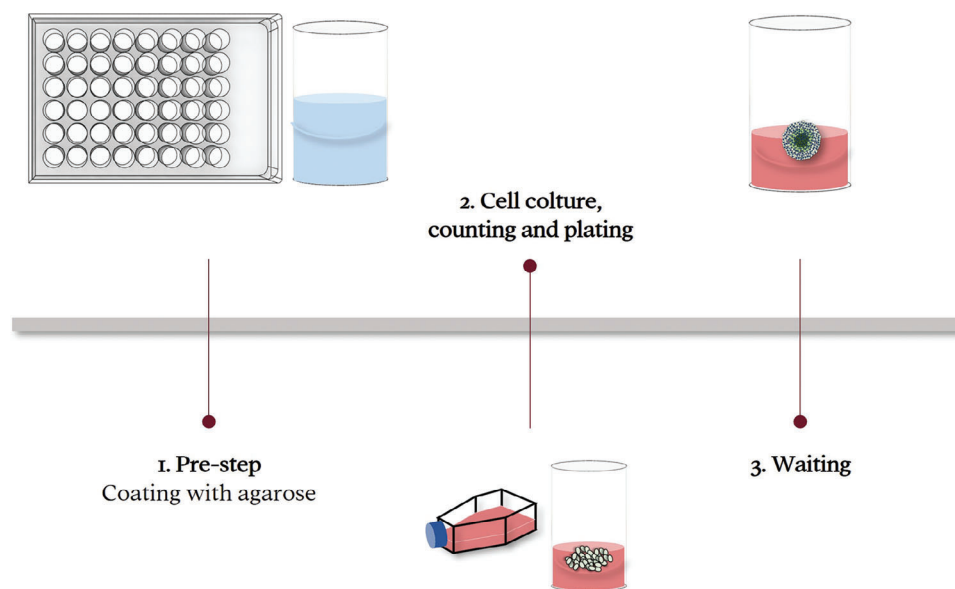 1. Pre-step
Coating with agarose
2. Cell colture,
counting and plating
3. Waiting